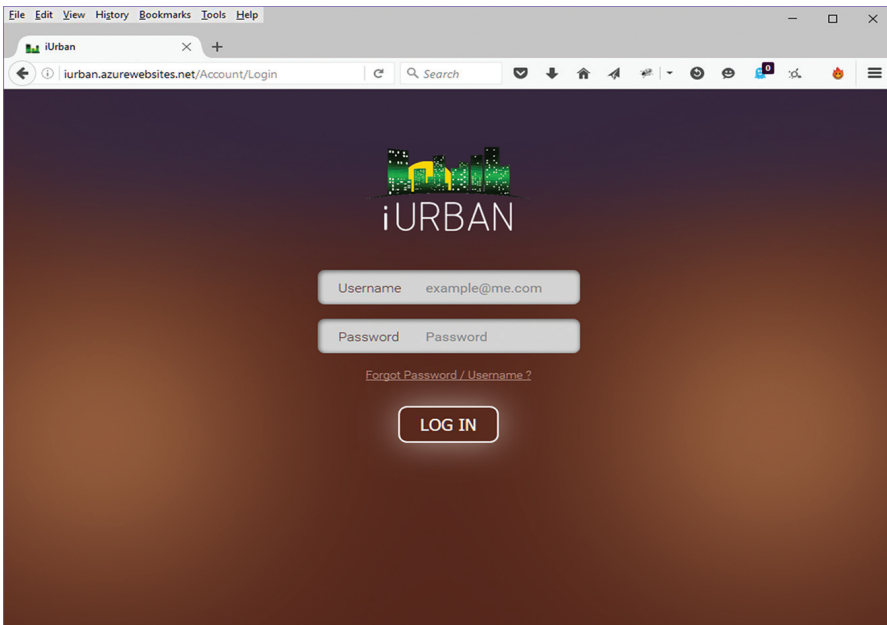 File Edit View History Bookmarks Tools Help
iUrban
iurban.azurewebsites.net/Account/Login
Search
0
iURBAN
Username example@me.com
Password Password
Forgot Password / Username ?
LOG IN